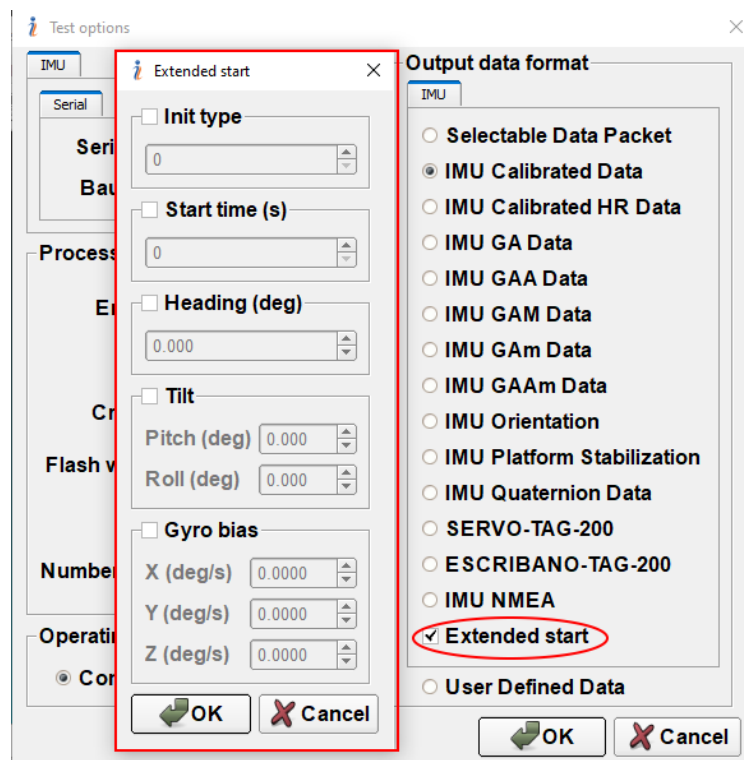 Test options
IMU
Serial
Seri
Bau
Process
Er
Cr
Flash v
Number
Operati
Cor
Extended start
Init type
0
Start time (s)
0
Heading (deg)
0.000
Tilt
Pitch (deg) 0.000
Roll (deg) 0.000
Gyro bias
X (deg/s) 0.0000
Y (deg/s) 0.0000
Z (deg/s) 0.0000
OK Cancel
Output data format
IMU
Selectable Data Packet
IMU Calibrated Data
IMU Calibrated HR Data
IMU GA Data
IMU GAA Data
IMU GAM Data
IMU GAm Data
IMU GAAm Data
IMU Orientation
IMU Platform Stabilization
IMU Quaternion Data
SERVO-TAG-200
ESCRIBANO-TAG-200
IMU NMEA
Extended start
User Defined Data
OK Cancel